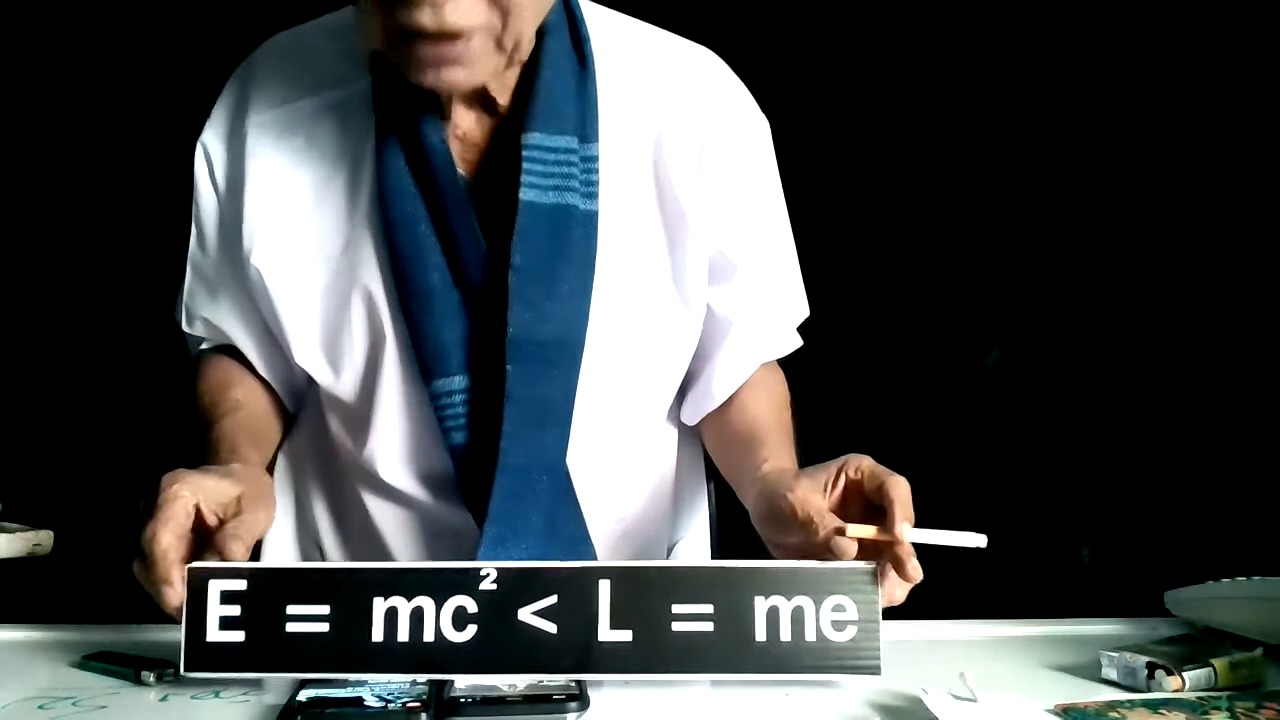 E = mc² < L = me